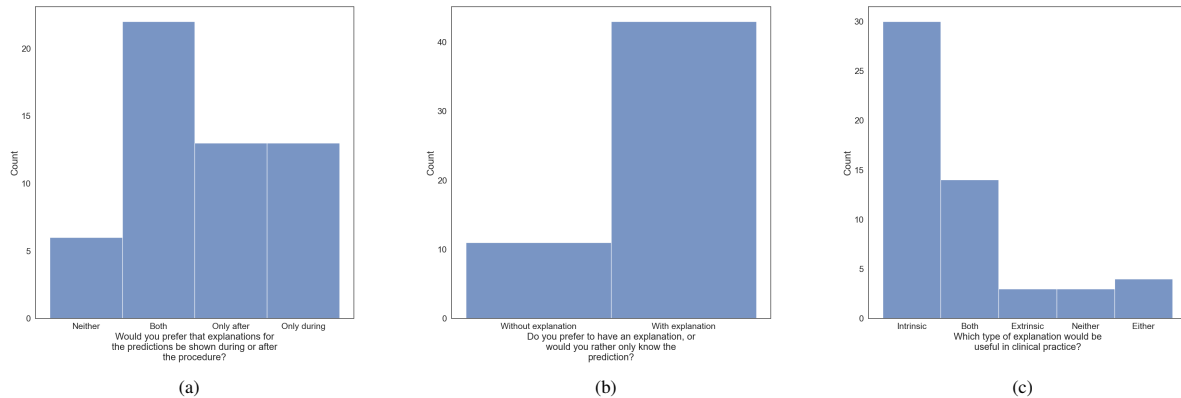 20
15
10
5
0
Count
Neither
Both
Only after
Only during
Would you prefer that explanations for
the predictions be shown during or after
the procedure?
(a)
40
30
20
10
0
Count
Without explanation
With explanation
Do you prefer to have an explanation, or
would you rather only know the
prediction?
(b)
30
25
20
15
10
5
0
Count
Intrinsic
Both
Extrinsic
Neither
Either
Which type of explanation would be
useful in clinical practice?
(c)